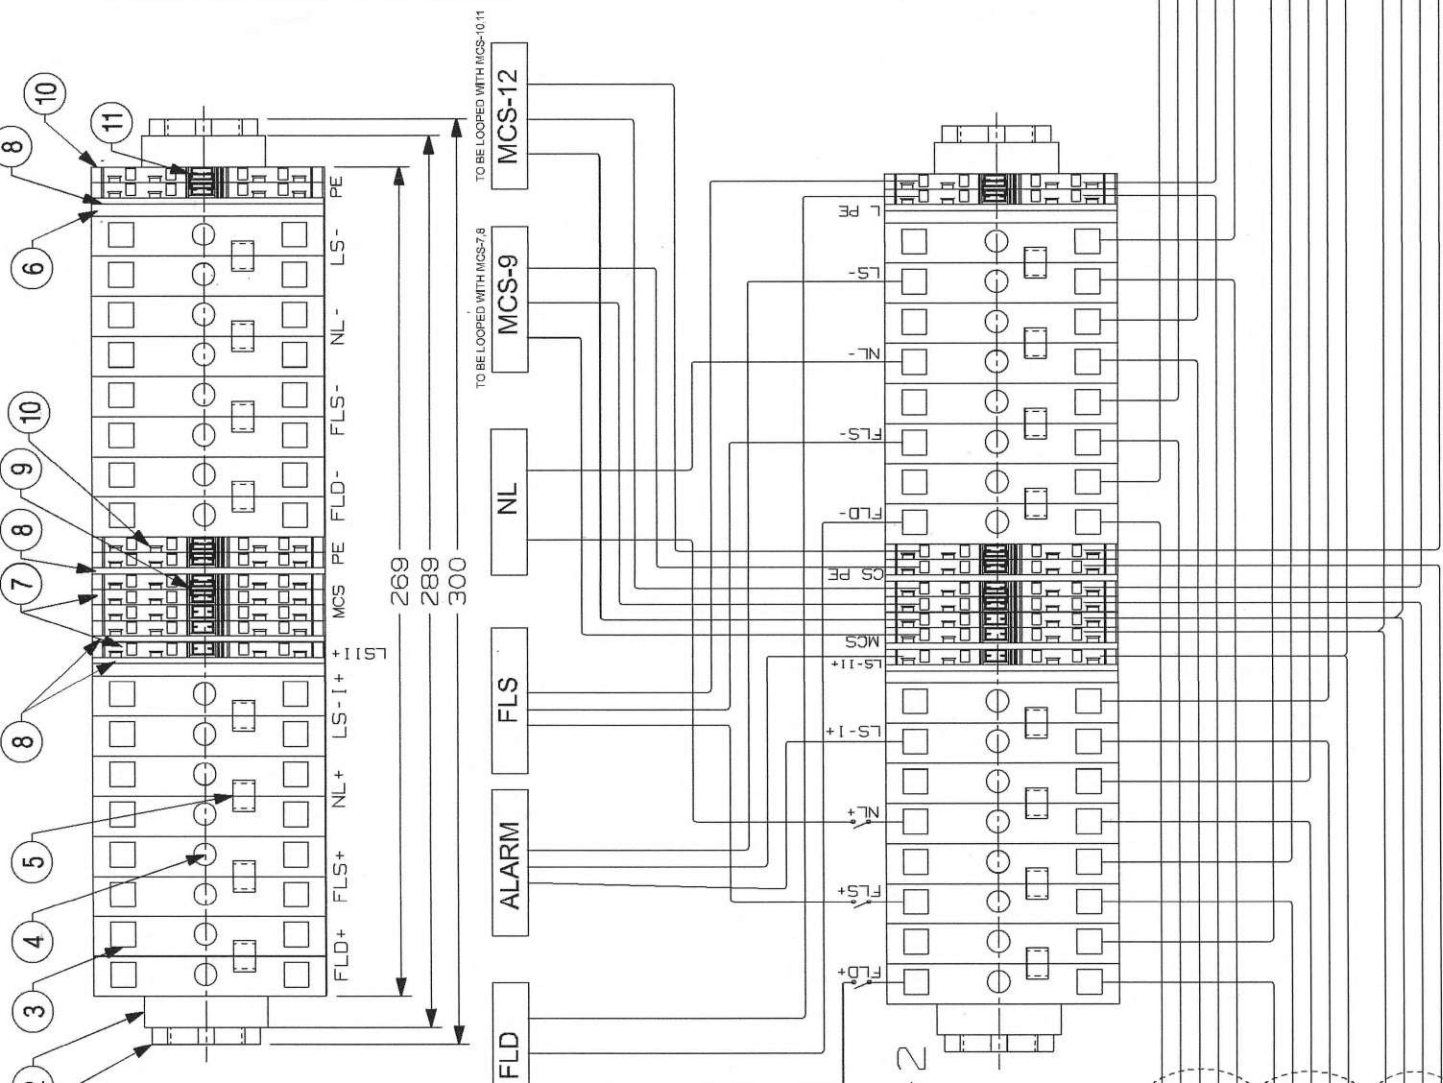 10
8
11
6
10
9
8
7
8
5
4
3
PE
LS-
NL-
FLS-
FLD-
PE
MCS
LSII+
LS-I+
NL+
FLS+
FLD+
269
289
300
TO BE LOOPED WITH MCS-10.11
MCS-12
TO BE LOOPED WITH MCS-7,8
MCS-9
NL
FLS
ALARM
FLD
L PE
LS-
NL-
FLS-
FLD-
CS PE
MCS
LS-II+
LS-I+
NL+
FLS+
FLD+
-2